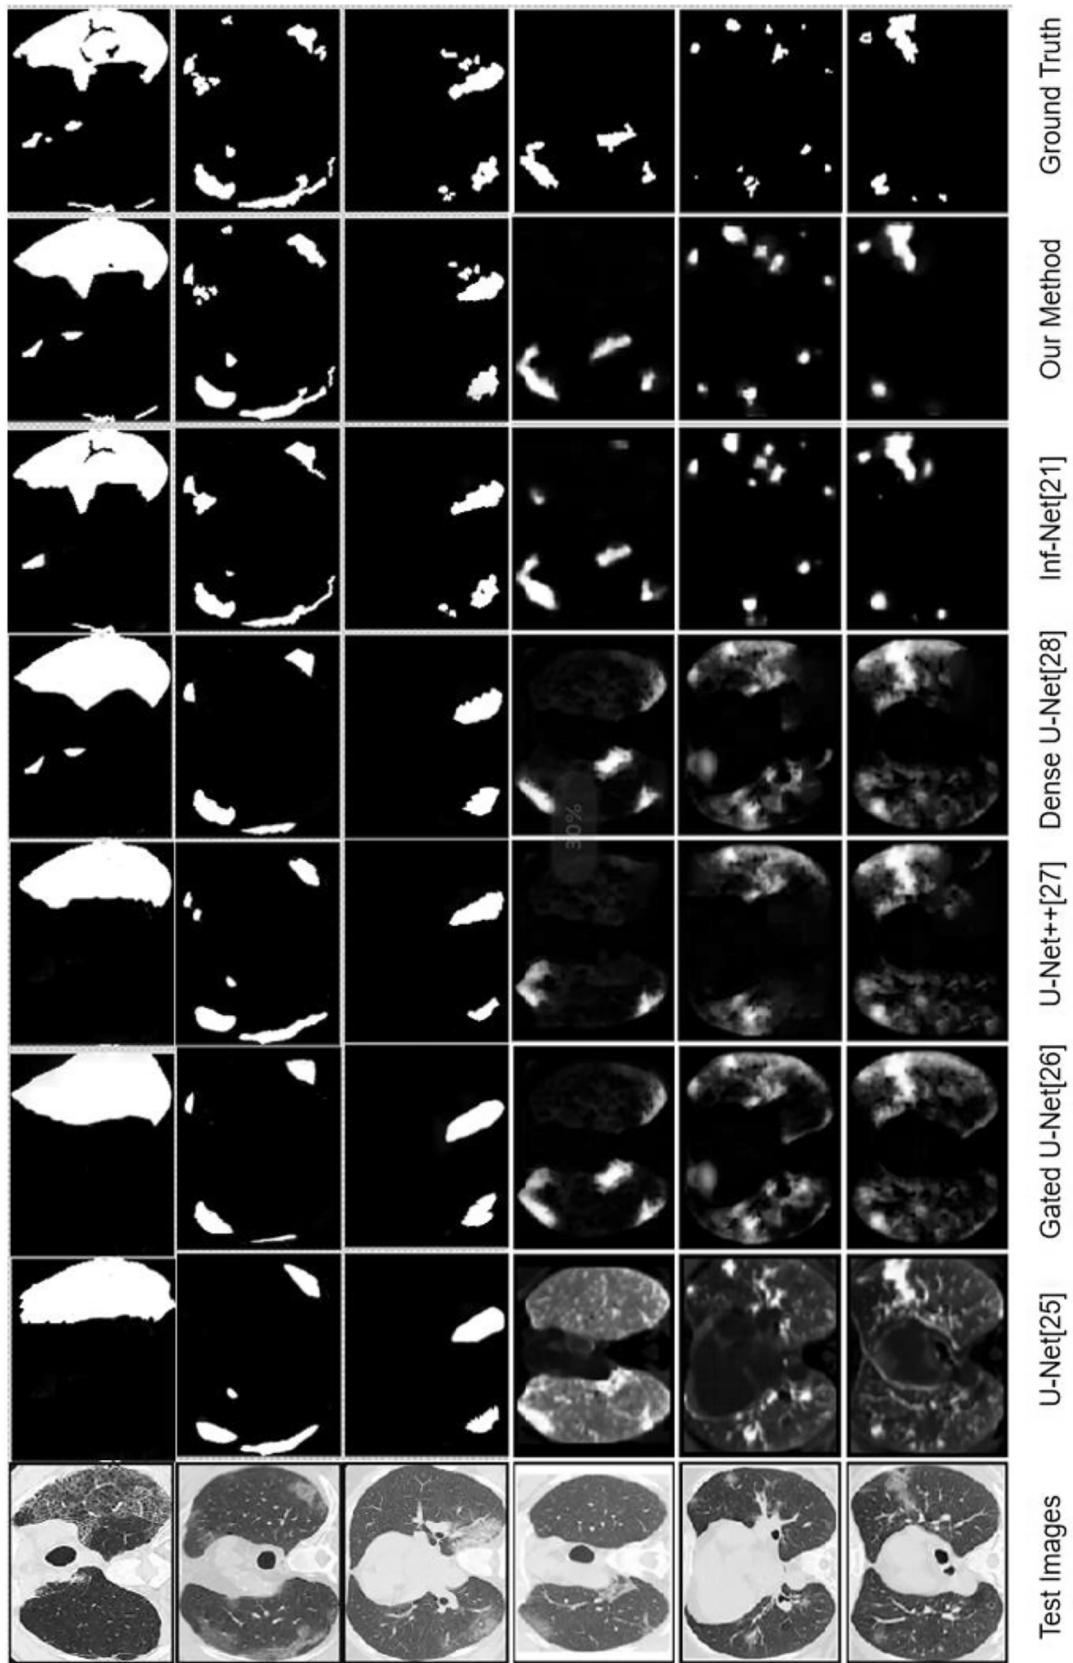 Ground Truth
Our Method
Inf-Net[21]
Dense U-Net[28]
U-Net++[27]
Gated U-Net[26]
U-Net[25]
Test Images
30%